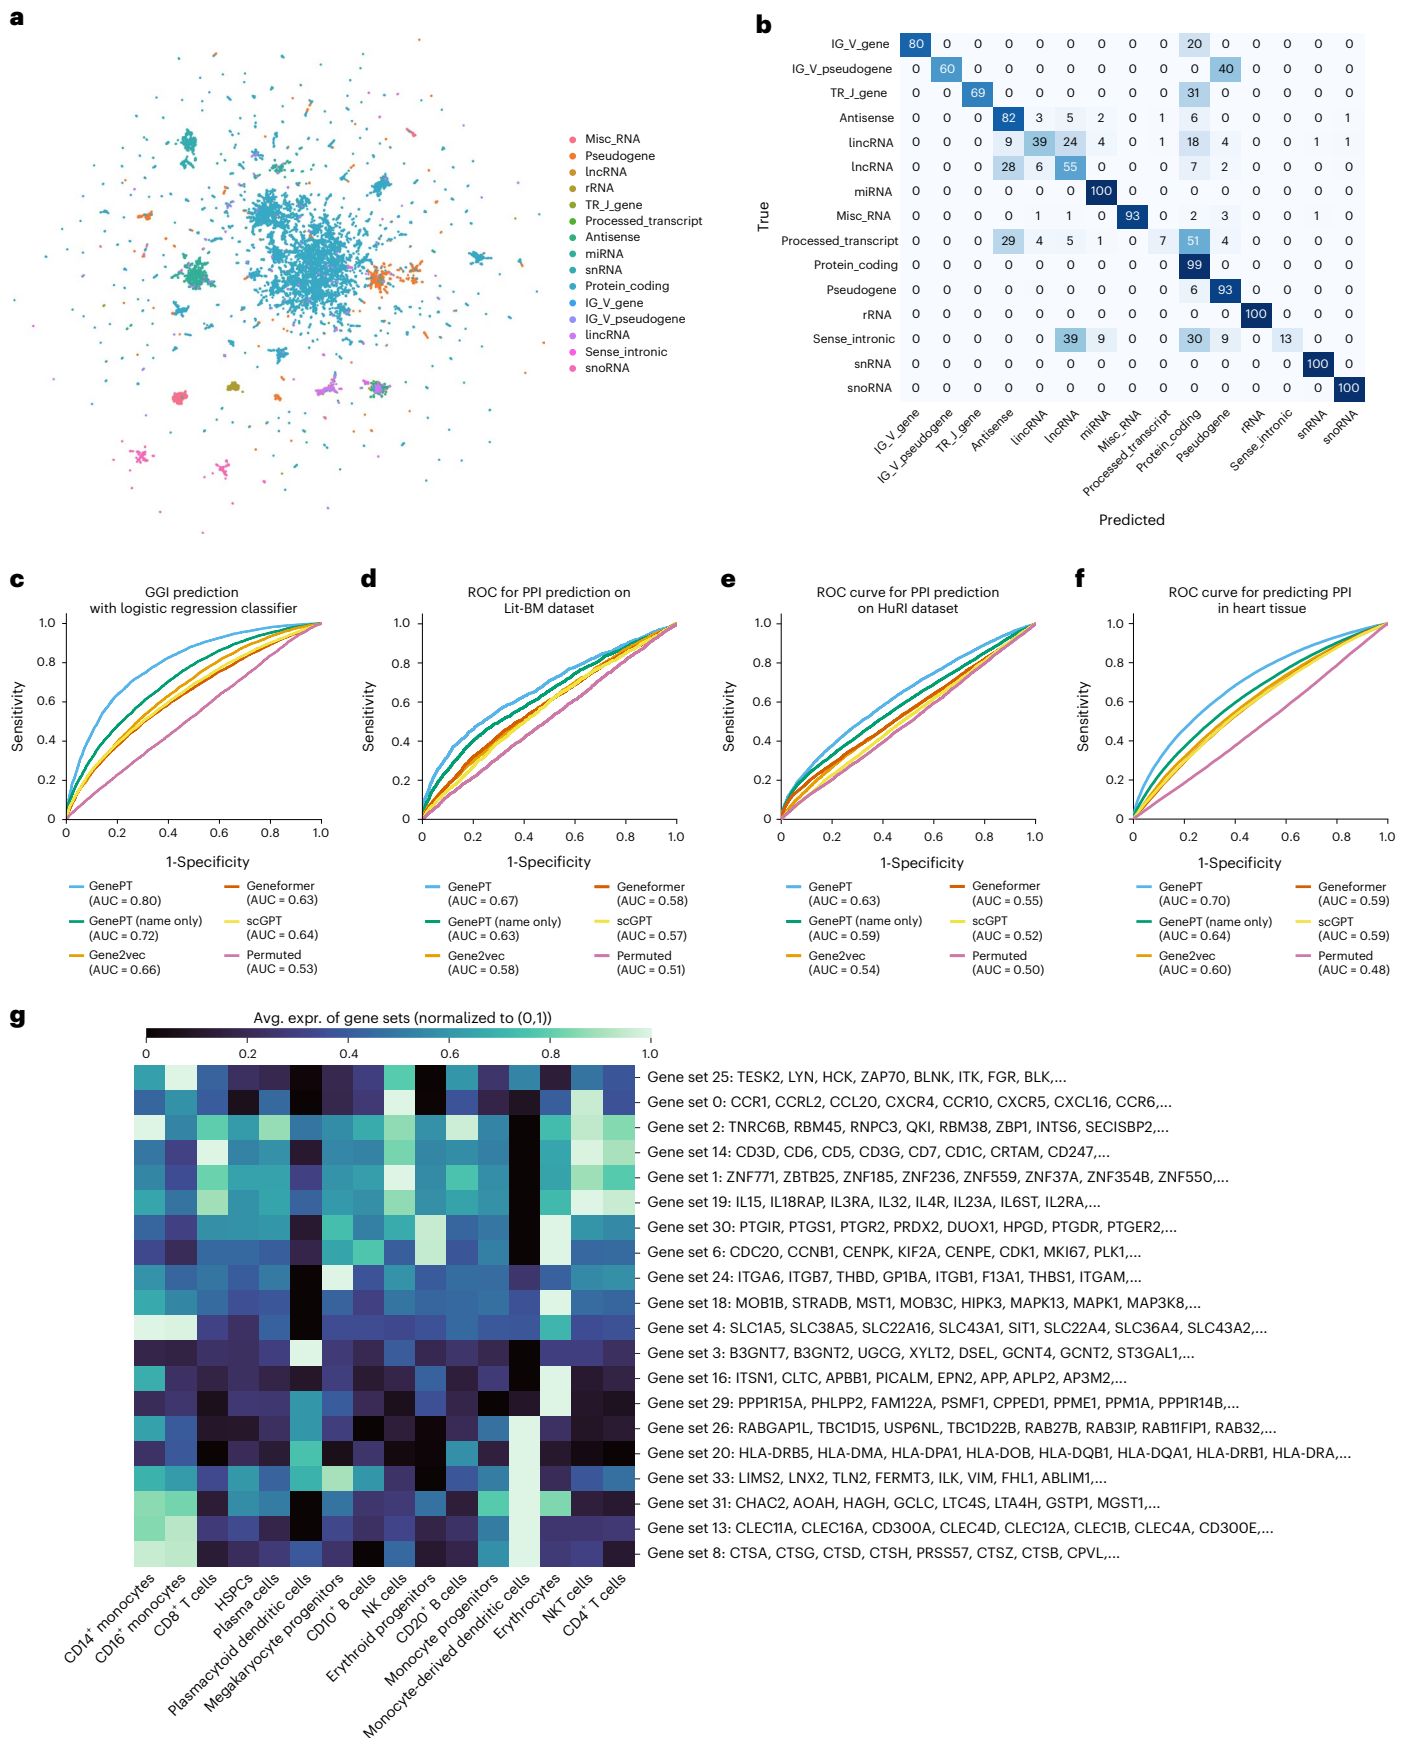 a
Misc_RNA
Pseudogene
lncRNA
rRNA
TR_J_gene
Processed_transcript
Antisense
miRNA
snRNA
Protein_coding
IG_V_gene
IG_V_pseudogene
lincRNA
Sense_intronic
snoRNA
b
True
IG_V_gene 80 0 0 0 0 0 0 0 0 20 0 0 0 0 0
IG_V_pseudogene 0 60 0 0 0 0 0 0 0 0 40 0 0 0 0
TR_J_gene 0 0 69 0 0 0 0 0 0 31 0 0 0 0 0
Antisense 0 0 0 82 3 5 2 0 1 6 0 0 0 0 1
lincRNA 0 0 0 9 39 24 4 0 1 18 4 0 0 1 1
lncRNA 0 0 0 28 6 55 0 0 0 7 2 0 0 0 0
miRNA 0 0 0 0 0 0 100 0 0 0 0 0 0 0 0
Misc_RNA 0 0 0 0 1 1 0 93 0 2 3 0 0 1 0
Processed_transcript 0 0 0 29 4 5 1 0 7 51 4 0 0 0 0
Protein_coding 0 0 0 0 0 0 0 0 0 99 0 0 0 0 0
Pseudogene 0 0 0 0 0 0 0 0 0 6 93 0 0 0 0
rRNA 0 0 0 0 0 0 0 0 0 0 0 100 0 0 0
Sense_intronic 0 0 0 0 0 39 9 0 0 30 9 0 13 0 0
snRNA 0 0 0 0 0 0 0 0 0 0 0 0 0 100 0
snoRNA 0 0 0 0 0 0 0 0 0 0 0 0 0 0 100
IG_V_gene
IG_V_pseudogene
TR_J_gene
Antisense
lincRNA
lncRNA
miRNA
Misc_RNA
Processed_transcript
Protein_coding
Pseudogene
rRNA
Sense_intronic
snRNA
snoRNA
Predicted
c
GGI prediction
with logistic regression classifier
Sensitivity
1.0
0.8
0.6
0.4
0.2
0
0 0.2 0.4 0.6 0.8 1.0
1-Specificity
GenePT
(AUC = 0.80)
GenePT (name only)
(AUC = 0.72)
Gene2vec
(AUC = 0.66)
Geneformer
(AUC = 0.63)
scGPT
(AUC = 0.64)
Permuted
(AUC = 0.53)
d
ROC for PPI prediction on
Lit-BM dataset
Sensitivity
1.0
0.8
0.6
0.4
0.2
0
0 0.2 0.4 0.6 0.8 1.0
1-Specificity
GenePT
(AUC = 0.67)
GenePT (name only)
(AUC = 0.63)
Gene2vec
(AUC = 0.58)
Geneformer
(AUC = 0.58)
scGPT
(AUC = 0.57)
Permuted
(AUC = 0.51)
e
ROC curve for PPI prediction
on HuRI dataset
Sensitivity
1.0
0.8
0.6
0.4
0.2
0
0 0.2 0.4 0.6 0.8 1.0
1-Specificity
GenePT
(AUC = 0.63)
GenePT (name only)
(AUC = 0.59)
Gene2vec
(AUC = 0.54)
Geneformer
(AUC = 0.55)
scGPT
(AUC = 0.52)
Permuted
(AUC = 0.50)
f
ROC curve for predicting PPI
in heart tissue
Sensitivity
1.0
0.8
0.6
0.4
0.2
0
0 0.2 0.4 0.6 0.8 1.0
1-Specificity
GenePT
(AUC = 0.70)
GenePT (name only)
(AUC = 0.64)
Gene2vec
(AUC = 0.60)
Geneformer
(AUC = 0.59)
scGPT
(AUC = 0.59)
Permuted
(AUC = 0.48)
g
Avg. expr. of gene sets (normalized to (0,1))
0 0.2 0.4 0.6 0.8 1.0
Gene set 25: TESK2, LYN, HCK, ZAP70, BLNK, ITK, FGR, BLK,...
Gene set 0: CCR1, CCRL2, CCL20, CXCR4, CCR10, CXCR5, CXCL16, CCR6,...
Gene set 2: TNRC6B, RBM45, RNPC3, QKI, RBM38, ZBP1, INTS6, SECISBP2,...
Gene set 14: CD3D, CD6, CD5, CD3G, CD7, CD1C, CRTAM, CD247,...
Gene set 1: ZNF771, ZBTB25, ZNF185, ZNF236, ZNF559, ZNF37A, ZNF354B, ZNF550,...
Gene set 19: IL15, IL18RAP, IL3RA, IL32, IL4R, IL23A, IL6ST, IL2RA,...
Gene set 30: PTGIR, PTGS1, PTGR2, PRDX2, DUOX1, HPGD, PTGDR, PTGER2,...
Gene set 6: CDC20, CCNB1, CENPK, KIF2A, CENPE, CDK1, MKI67, PLK1,...
Gene set 24: ITGA6, ITGB7, THBD, GP1BA, ITGB1, F13A1, THBS1, ITGAM,...
Gene set 18: MOB1B, STRADB, MST1, MOB3C, HIPK3, MAPK13, MAPK1, MAP3K8,...
Gene set 4: SLC1A5, SLC38A5, SLC22A16, SLC43A1, SIT1, SLC22A4, SLC36A4, SLC43A2,...
Gene set 3: B3GNT7, B3GNT2, UGCG, XYLT2, DSEL, GCNT4, GCNT2, ST3GAL1,...
Gene set 16: ITSN1, CLTC, APBB1, PICALM, EPN2, APP, APLP2, AP3M2,...
Gene set 29: PPP1R15A, PHLPP2, FAM122A, PSMF1, CPPED1, PPME1, PPM1A, PPP1R14B,...
Gene set 26: RABGAP1L, TBC1D15, USP6NL, TBC1D22B, RAB27B, RAB3IP, RAB11FIP1, RAB32,...
Gene set 20: HLA-DRB5, HLA-DMA, HLA-DPA1, HLA-DOB, HLA-DQB1, HLA-DQA1, HLA-DRB1, HLA-DRA,...
Gene set 33: LIMS2, LNX2, TLN2, FERMT3, ILK, VIM, FHL1, ABLIM1,...
Gene set 31: CHAC2, AOAH, HAGH, GCLC, LTC4S, LTA4H, GSTP1, MGST1,...
Gene set 13: CLEC11A, CLEC16A, CD300A, CLEC4D, CLEC12A, CLEC1B, CLEC4A, CD300E,...
Gene set 8: CTSA, CTSG, CTSD, CTSH, PRSS57, CTSZ, CTSB, CPVL,...
CD14⁺ monocytes
CD16⁺ monocytes
CD8⁺ T cells
HSPCs
Plasma cells
Plasmacytoid dendritic cells
Megakaryocyte progenitors
CD10⁺ B cells
NK cells
Erythroid progenitors
CD20⁺ B cells
Monocyte progenitors
Monocyte-derived dendritic cells
Erythrocytes
NKT cells
CD4⁺ T cells